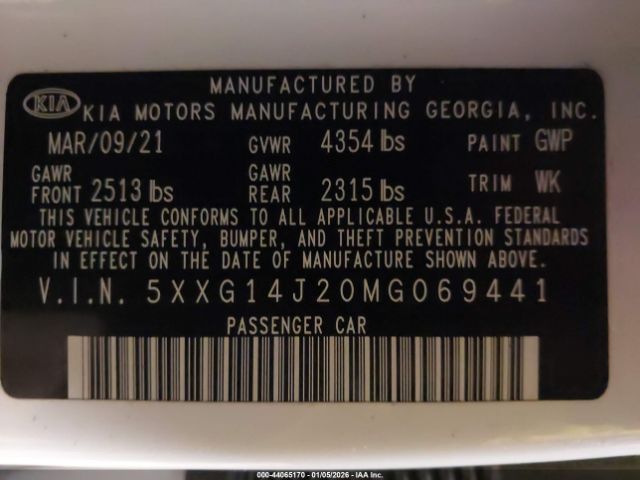 MANUFACTURED BY
KIA KIA MOTORS MANUFACTURING GEORGIA, INC.
MAR/09/21 GVWR 4354 lbs PAINT GWP
GAWR FRONT 2513 lbs GAWR REAR 2315 lbs TRIM WK
THIS VEHICLE CONFORMS TO ALL APPLICABLE U.S.A. FEDERAL
MOTOR VEHICLE SAFETY, BUMPER, AND THEFT PREVENTION STANDARDS
IN EFFECT ON THE DATE OF MANUFACTURE SHOWN ABOVE.
V.I.N. 5XXG14J20MG069441
PASSENGER CAR
000-44065170 - 01/05/2026 - IAA Inc.